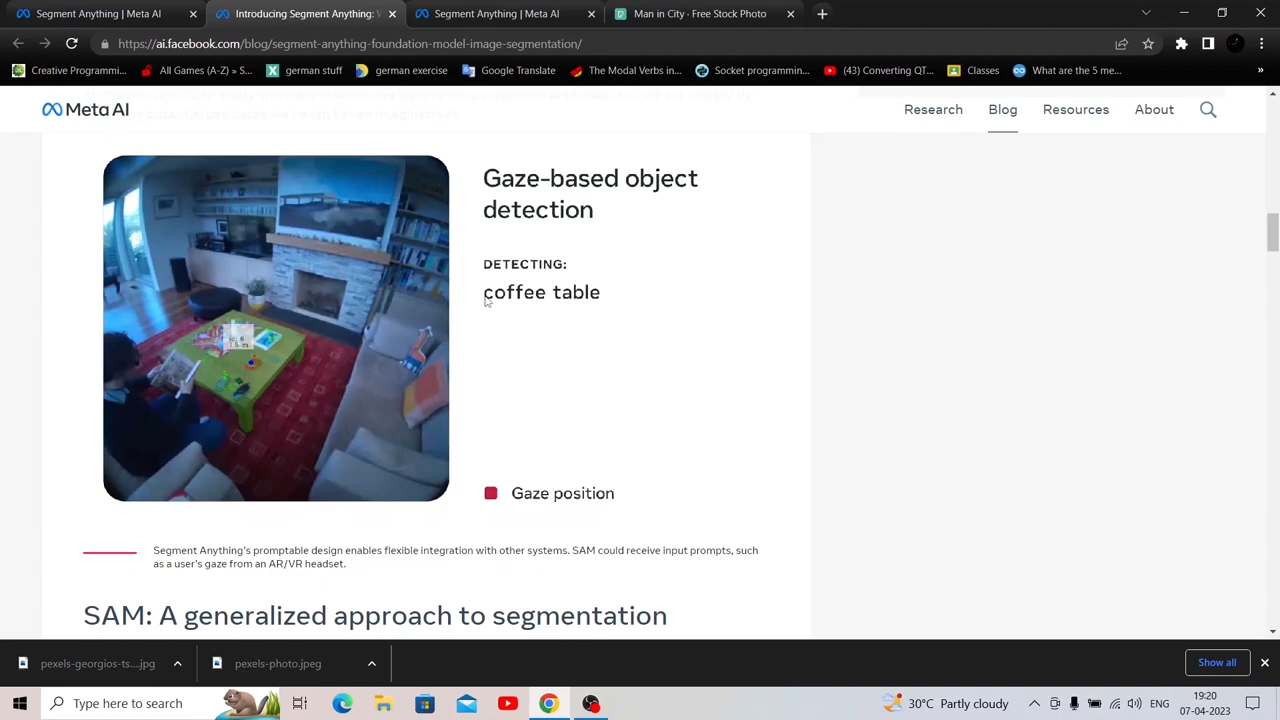 Segment Anything | Meta AI
Introducing Segment Anything: W
Segment Anything | Meta AI
Man in City · Free Stock Photo
https://ai.facebook.com/blog/segment-anything-foundation-model-image-segmentation/
Creative Programmi...
All Games (A-Z) » S...
german stuff
german exercise
Google Translate
The Modal Verbs in...
Socket programmin...
(43) Converting QT...
Classes
What are the 5 me...
»
Meta AI
Research
Blog
Resources
About
Gaze-based object
detection
DETECTING:
coffee table
Gaze position
Segment Anything's promptable design enables flexible integration with other systems. SAM could receive input prompts, such
as a user's gaze from an AR/VR headset.
SAM: A generalized approach to segmentation
pexels-georgios-ts....jpg
pexels-photo.jpeg
Show all
Type here to search
30°C Partly cloudy
ENG
19:20
07-04-2023